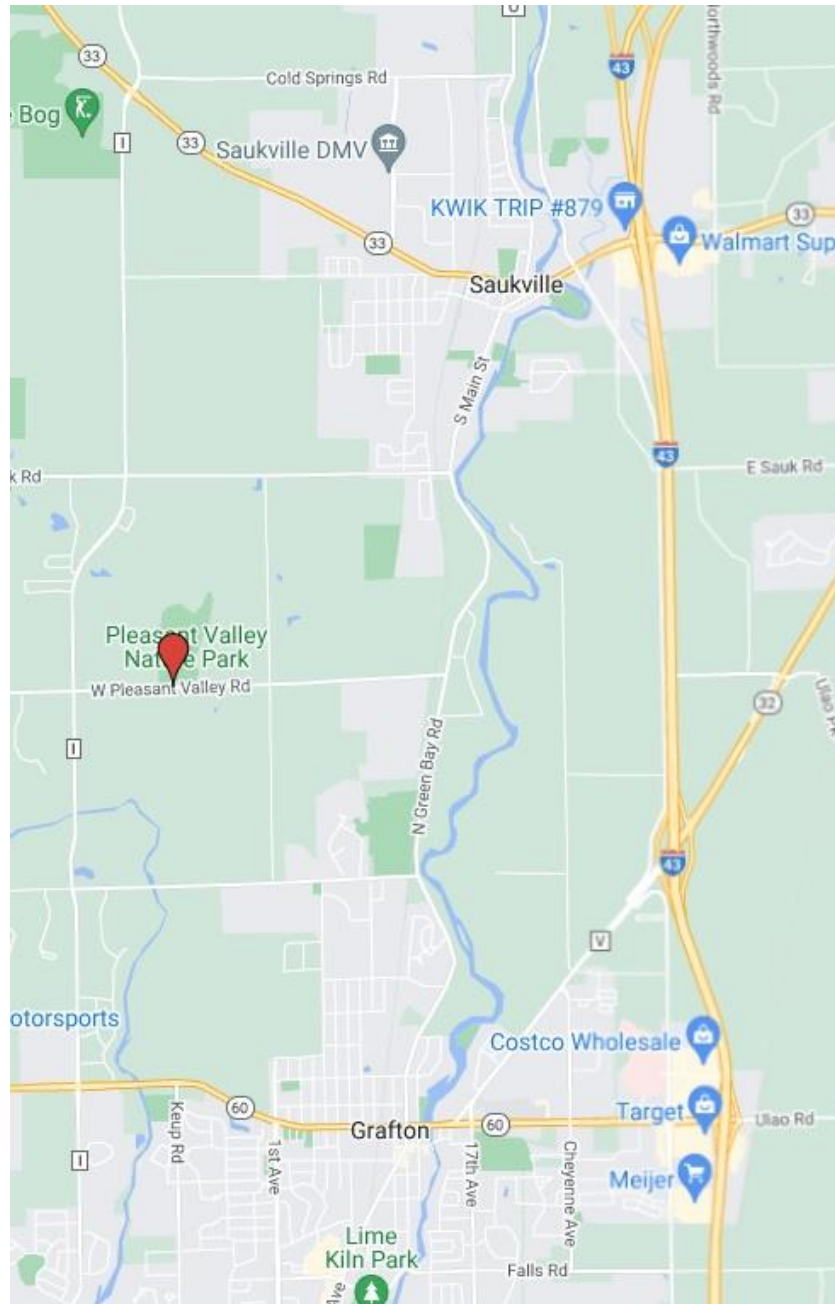 U
33
43
Northwoods Rd
Cold Springs Rd
e Bog
I
33
Saukville DMV
KWIK TRIP #879
33
33
Walmart Sup
Saukville
S Main St
43
k Rd
E Sauk Rd
Pleasant Valley
Nature Park
W Pleasant Valley Rd
32
Ulao Pk
I
N Green Bay Rd
43
V
otorsports
Costco Wholesale
60
Target
Keup Rd
Grafton
60
Ulao Rd
1st Ave
17th Ave
Cheyenne Ave
I
Meijer
Lime
Kiln Park
Falls Rd